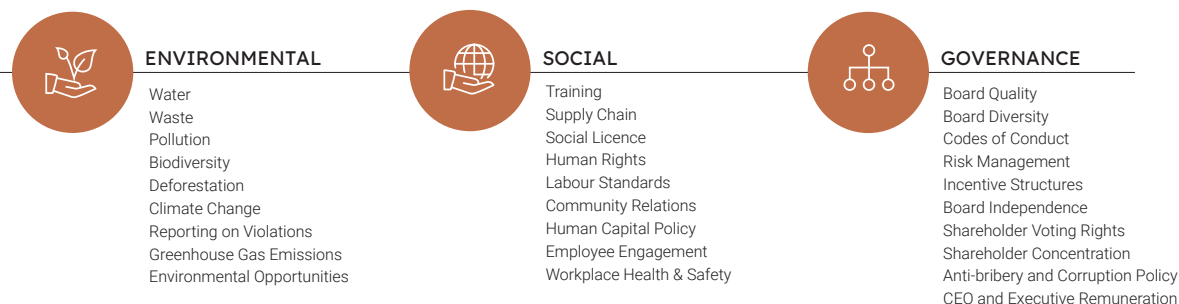 ENVIRONMENTAL
Water
Waste
Pollution
Biodiversity
Deforestation
Climate Change
Reporting on Violations
Greenhouse Gas Emissions
Environmental Opportunities
SOCIAL
Training
Supply Chain
Social Licence
Human Rights
Labour Standards
Community Relations
Human Capital Policy
Employee Engagement
Workplace Health & Safety
GOVERNANCE
Board Quality
Board Diversity
Codes of Conduct
Risk Management
Incentive Structures
Board Independence
Shareholder Voting Rights
Shareholder Concentration
Anti-bribery and Corruption Policy
CEO and Executive Remuneration